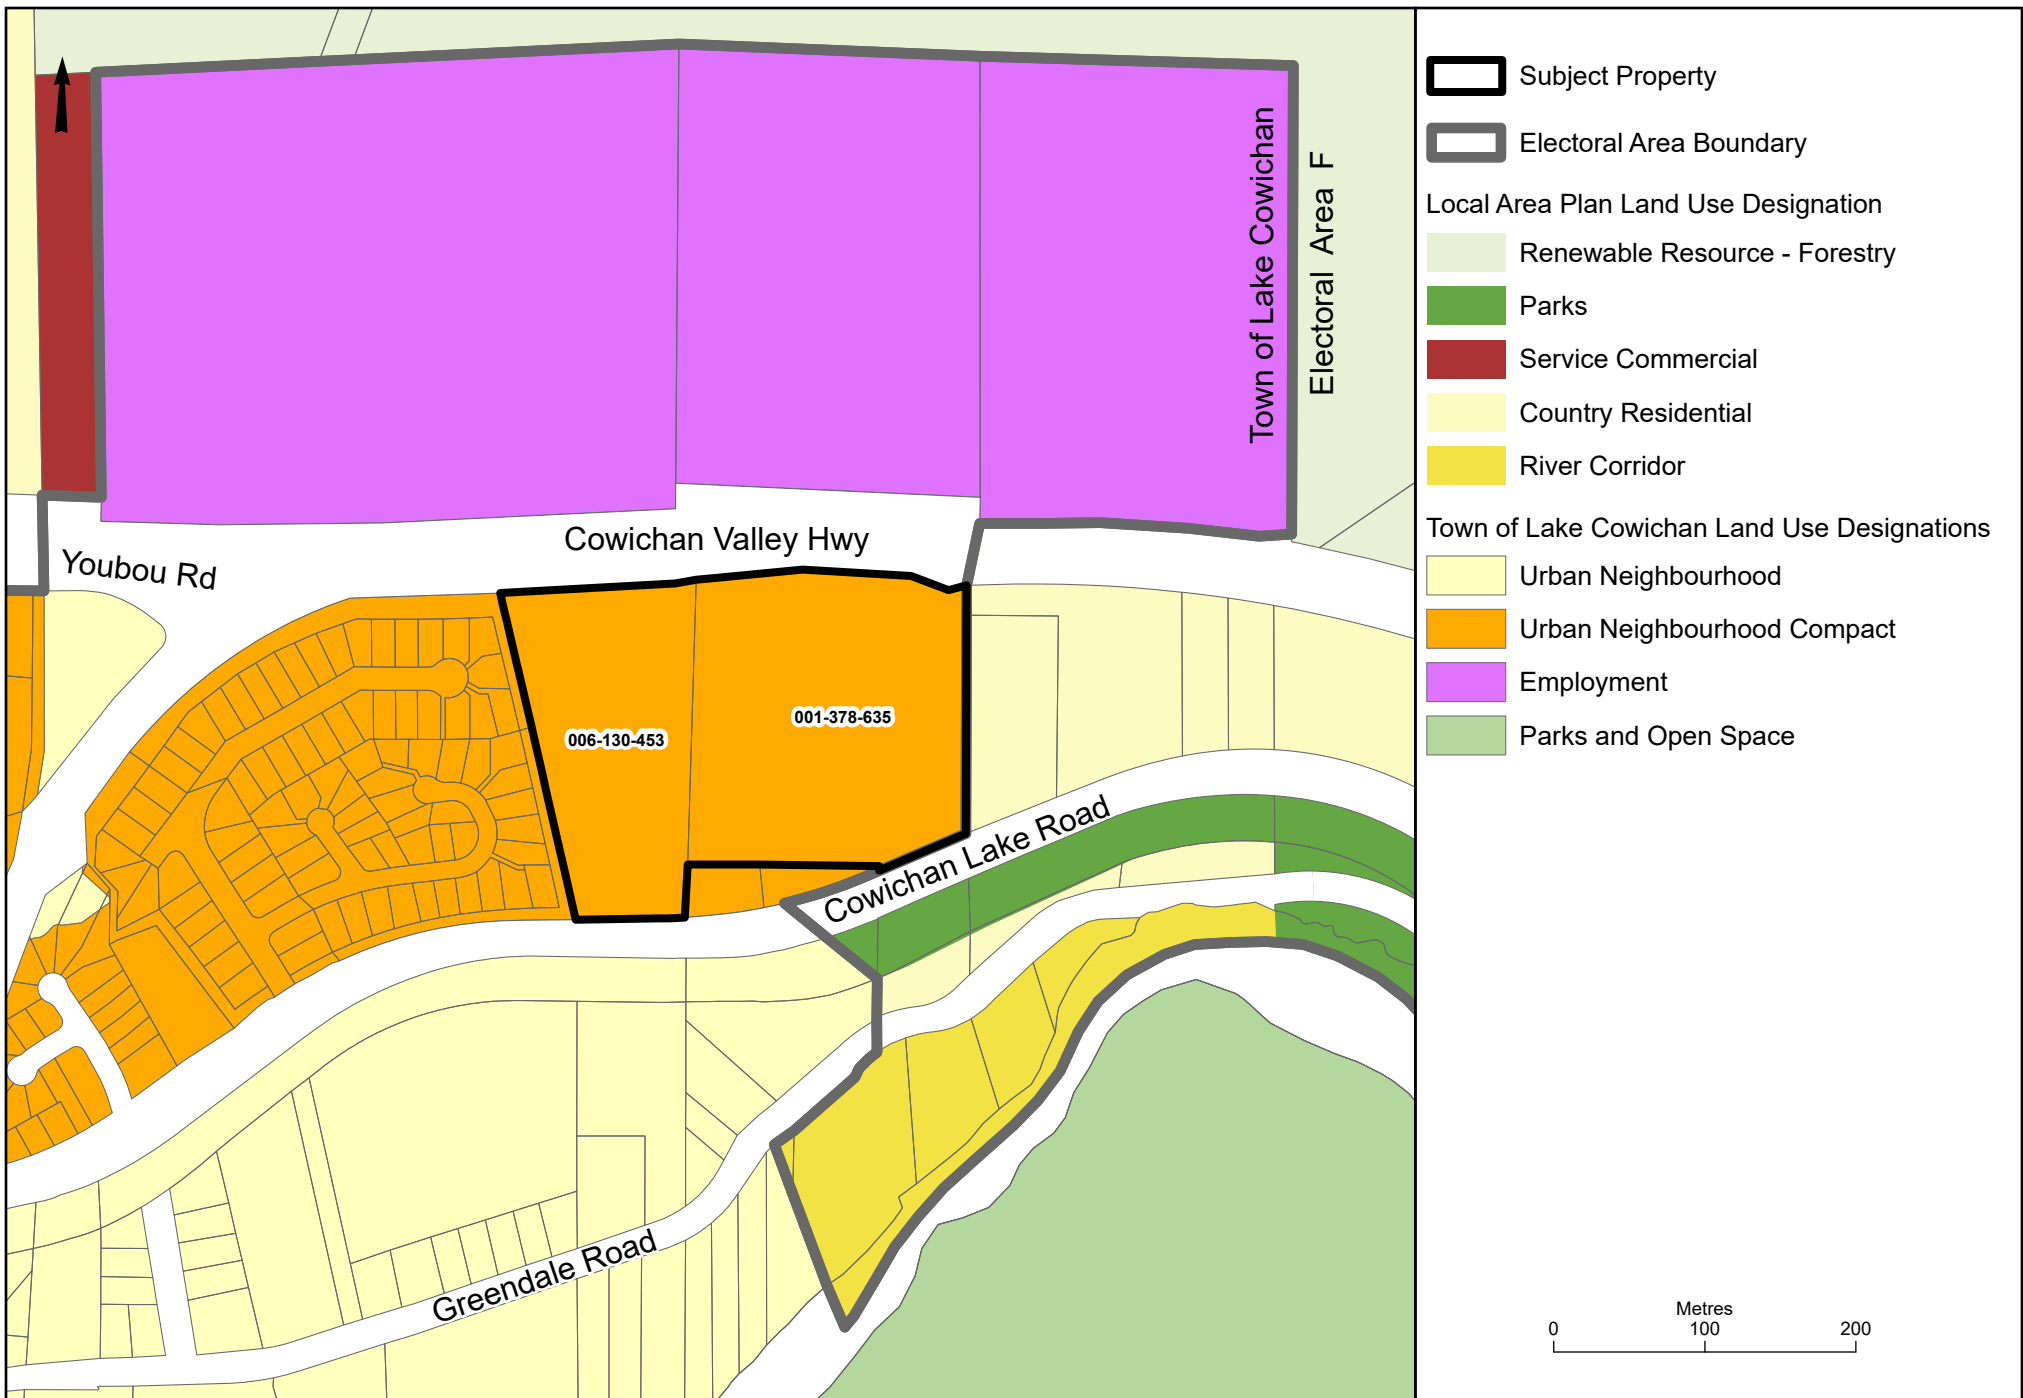 Town of Lake Cowichan
Electoral Area F
Cowichan Valley Hwy
Youbou Rd
001-378-635
006-130-453
Cowichan Lake Road
Greendale Road
Subject Property
Electoral Area Boundary
Local Area Plan Land Use Designation
Renewable Resource - Forestry
Parks
Service Commercial
Country Residential
River Corridor
Town of Lake Cowichan Land Use Designations
Urban Neighbourhood
Urban Neighbourhood Compact
Employment
Parks and Open Space
Metres
0 100 200